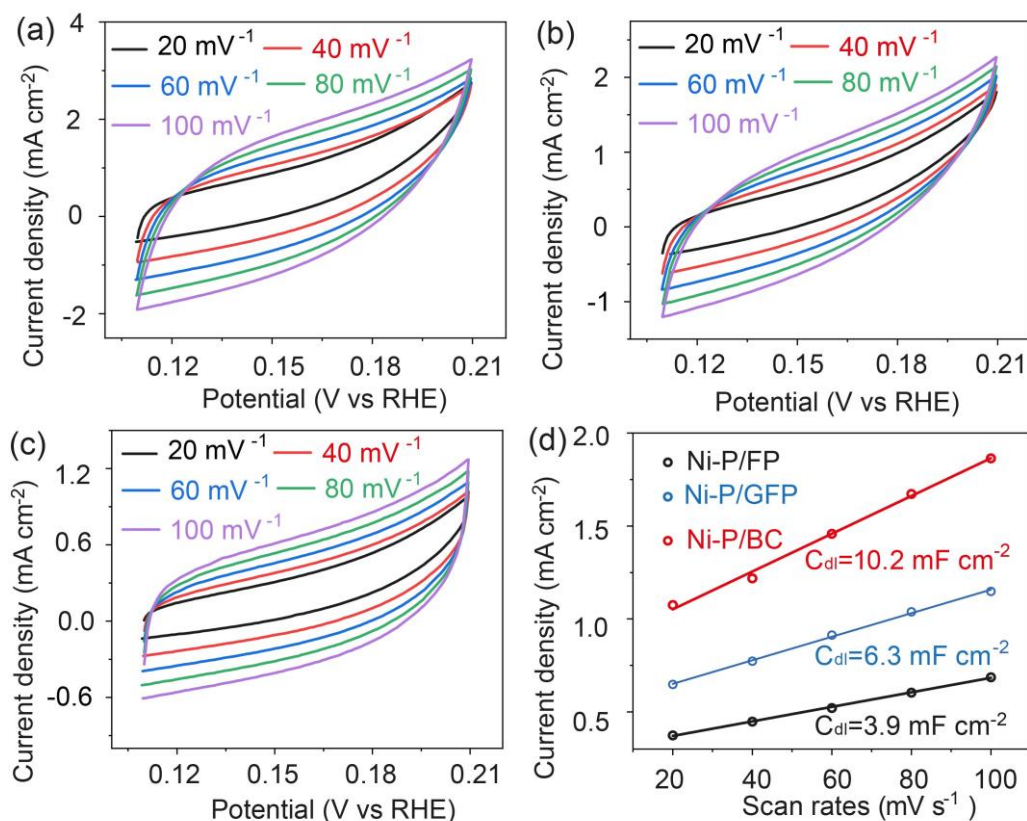 (a)
20 mV⁻¹ 40 mV⁻¹
60 mV⁻¹ 80 mV⁻¹
100 mV⁻¹
4
2
0
-2
Current density (mA cm⁻²)
0.12 0.15 0.18 0.21
Potential (V vs RHE)
(b)
20 mV⁻¹ 40 mV⁻¹
60 mV⁻¹ 80 mV⁻¹
100 mV⁻¹
2
1
0
-1
Current density (mA cm⁻²)
0.12 0.15 0.18 0.21
Potential (V vs RHE)
(c)
20 mV⁻¹ 40 mV⁻¹
60 mV⁻¹ 80 mV⁻¹
100 mV⁻¹
1.2
0.6
0.0
-0.6
Current density (mA cm⁻²)
0.12 0.15 0.18 0.21
Potential (V vs RHE)
(d)
2.0
1.5
1.0
0.5
Current density (mA cm⁻²)
Ni-P/FP
Ni-P/GFP
Ni-P/BC
Cdl=10.2 mF cm⁻²
Cdl=6.3 mF cm⁻²
Cdl=3.9 mF cm⁻²
20 40 60 80 100
Scan rates (mV s⁻¹)